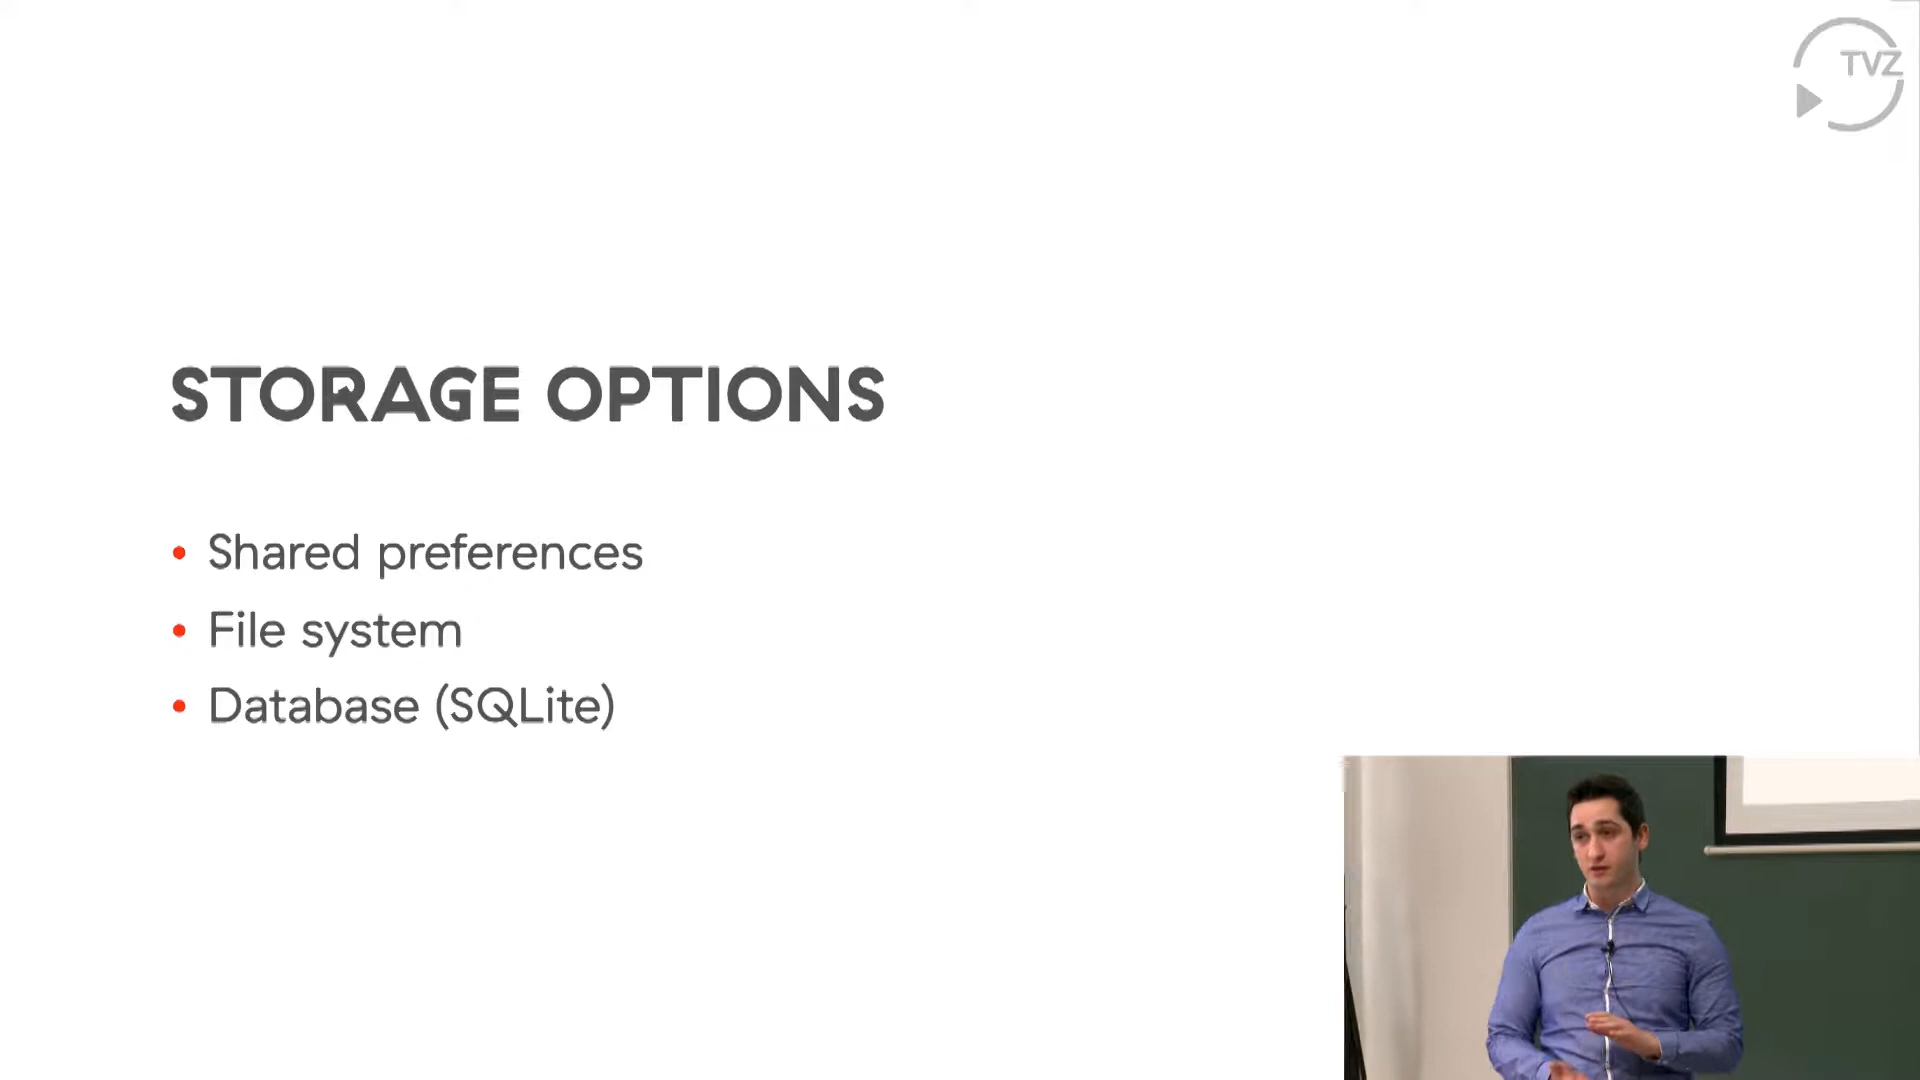 TVZ
STORAGE OPTIONS
• Shared preferences
• File system
• Database (SQLite)